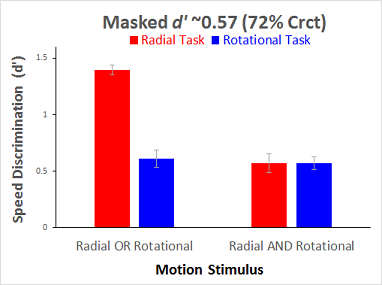 Masked d' ~0.57 (72% Crct)
Radial Task Rotational Task
Speed Discrimination (d')
1.5
1
0.5
0
Radial OR Rotational Radial AND Rotational
Motion Stimulus